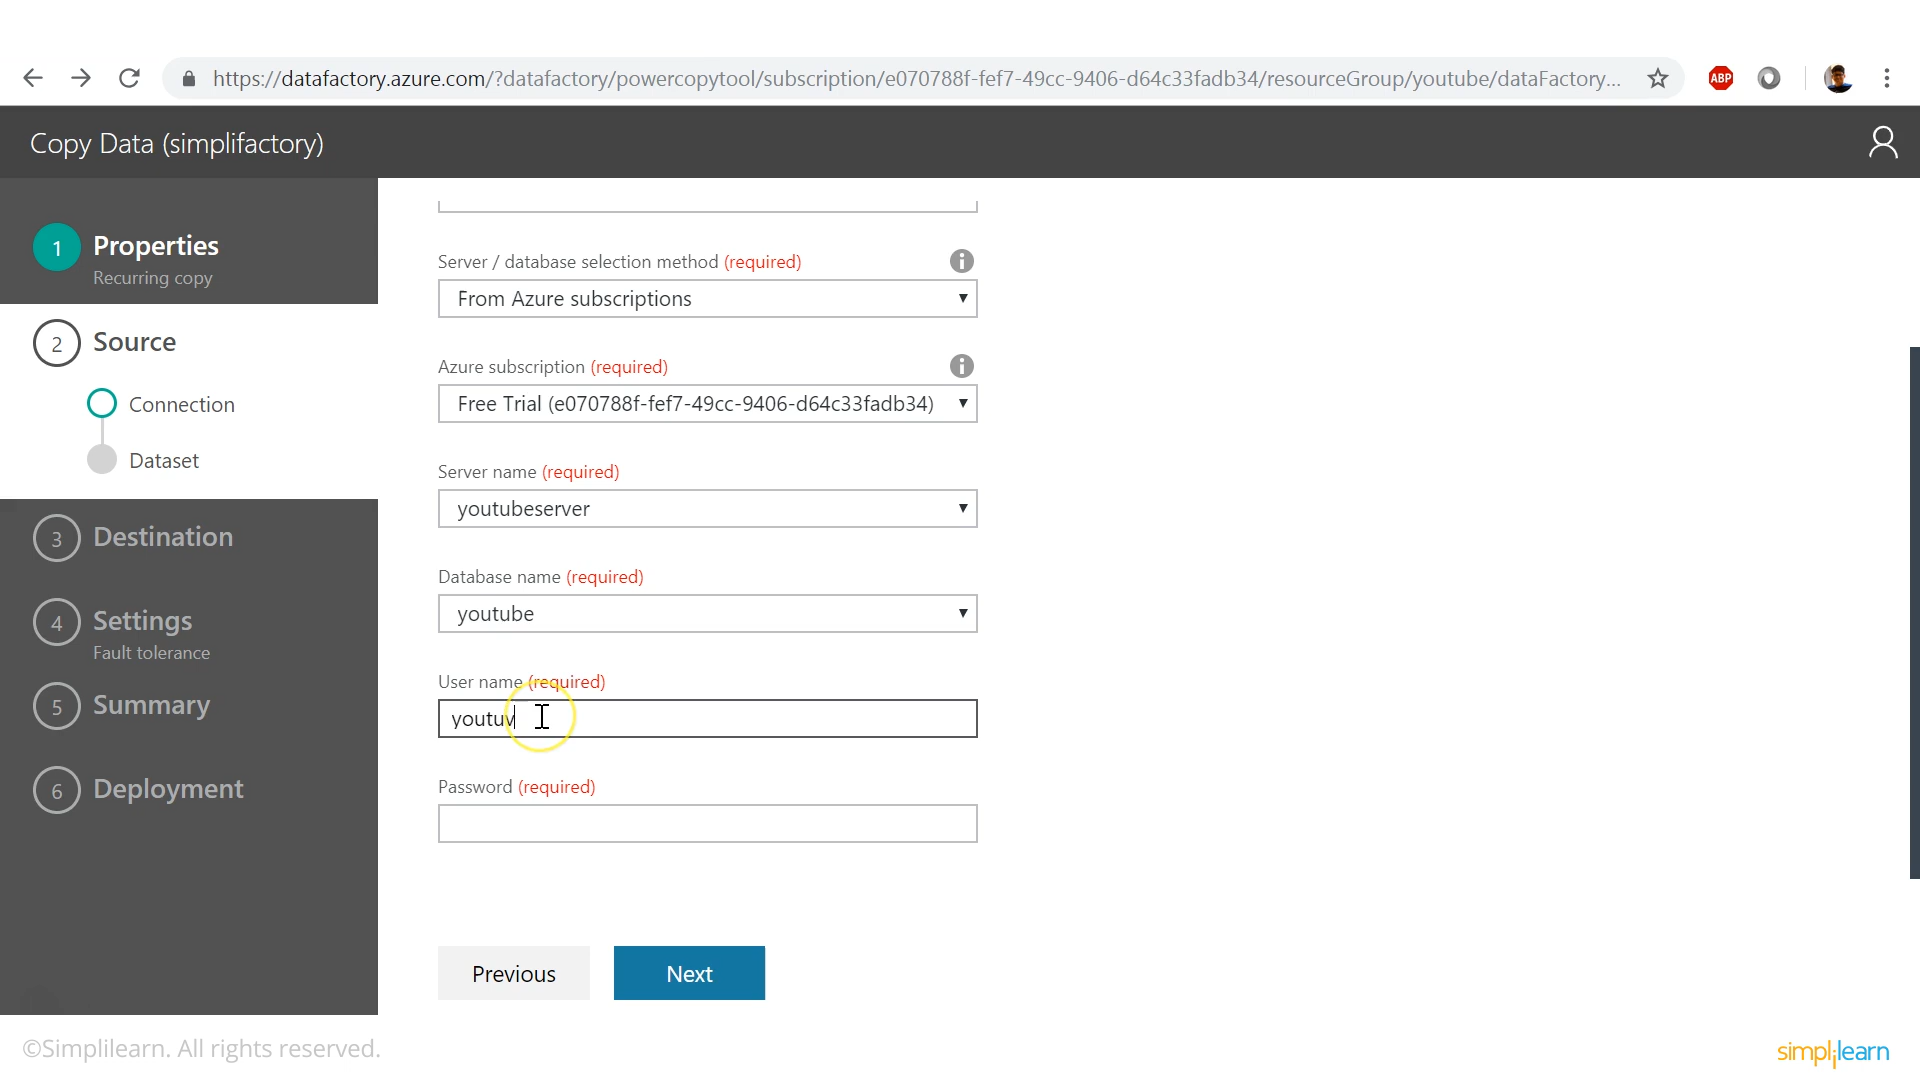 https://datafactory.azure.com/?datafactory/powercopytool/subscription/e070788f-fef7-49cc-9406-d64c33fadb34/resourceGroup/youtube/dataFactory...
ABP
Copy Data (simplifactory)
1 Properties
Recurring copy
2 Source
Connection
Dataset
3 Destination
4 Settings
Fault tolerance
5 Summary
6 Deployment
Server / database selection method (required)
From Azure subscriptions
Azure subscription (required)
Free Trial (e070788f-fef7-49cc-9406-d64c33fadb34)
Server name (required)
youtubeserver
Database name (required)
youtube
User name (required)
youtuv
Password (required)
Previous
Next
©Simplilearn. All rights reserved.
simplilearn